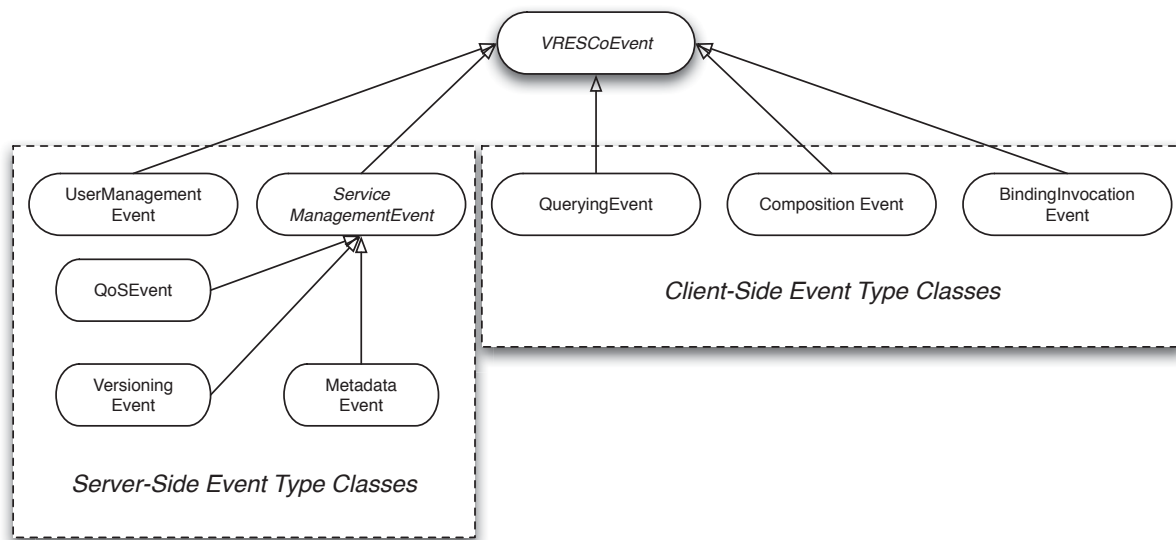 VRESCoEvent
UserManagement
Event
Service
ManagementEvent
QueryingEvent
Composition Event
BindingInvocation
Event
QoSEvent
Client-Side Event Type Classes
Versioning
Event
Metadada
Event
Server-Side Event Type Classes